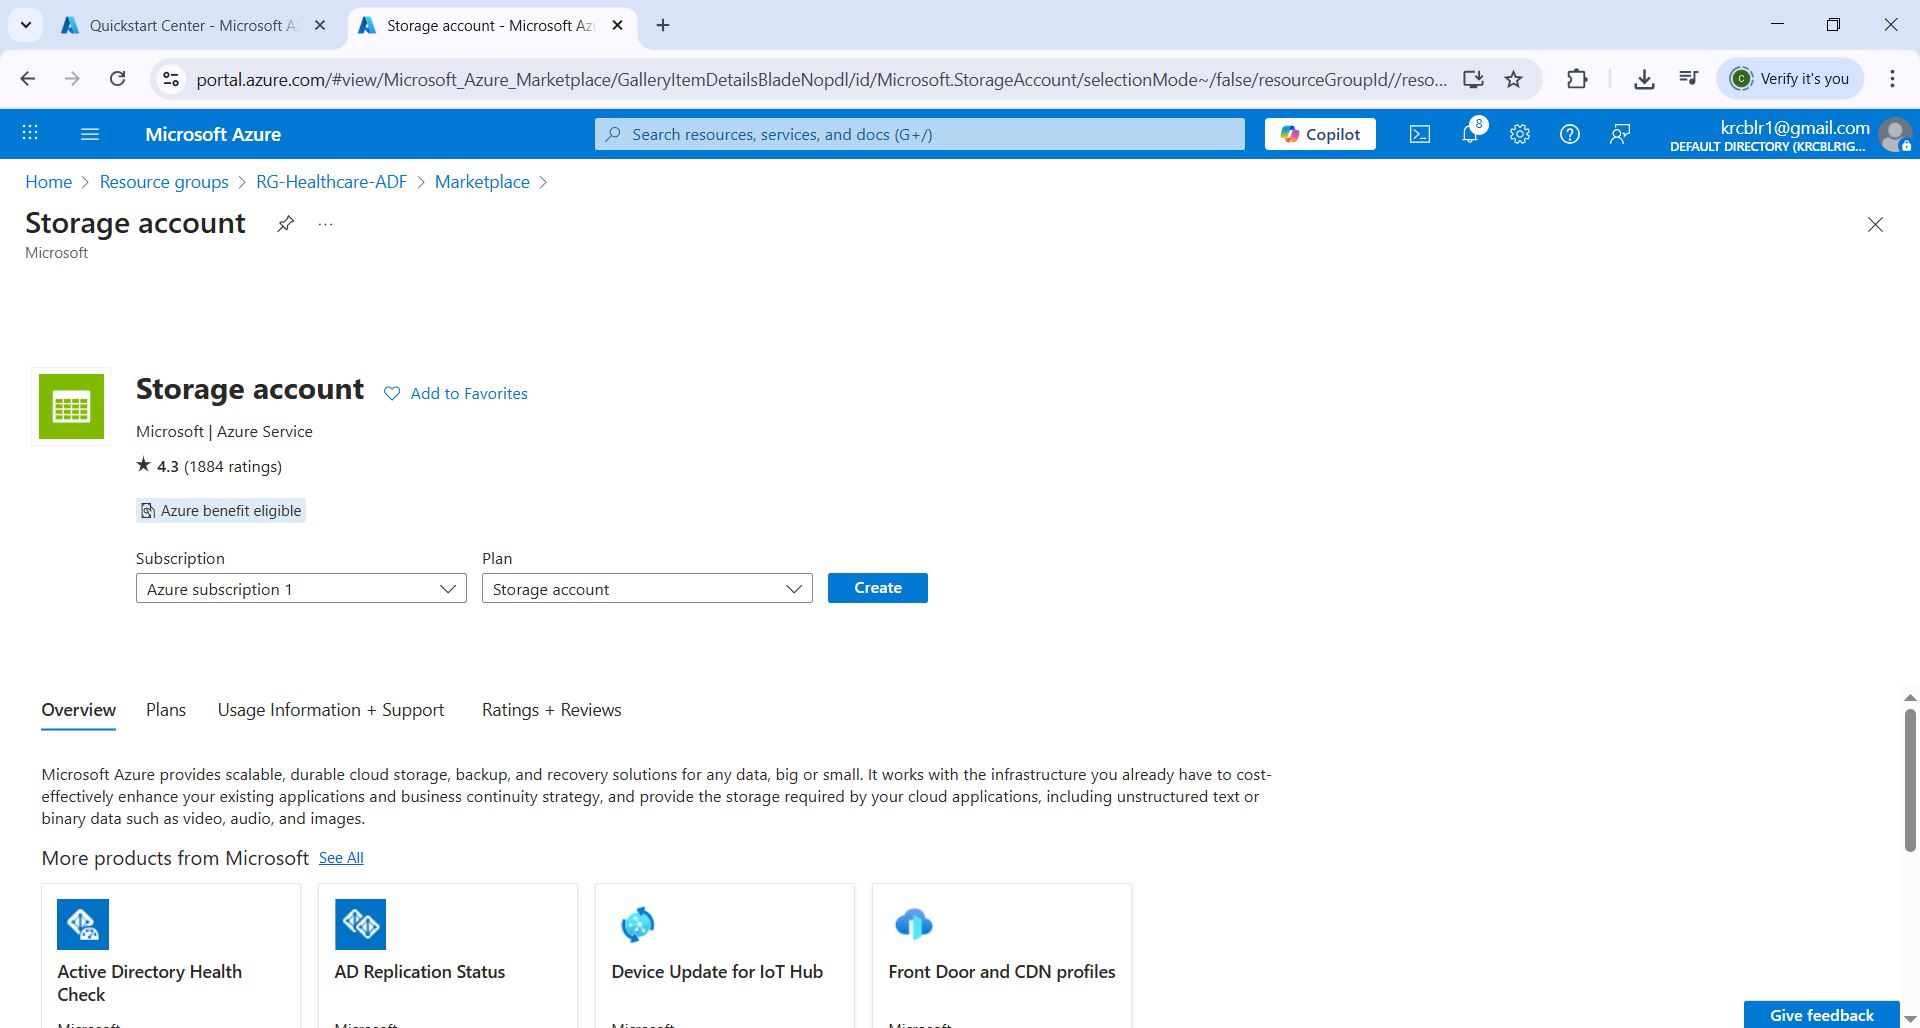 Quickstart Center - Microsoft A
Storage account - Microsoft Az
portal.azure.com/#view/Microsoft_Azure_Marketplace/GalleryItemDetailsBladeNopdl/id/Microsoft.StorageAccount/selectionMode~/false/resourceGroupId//reso...
Verify it's you
Microsoft Azure
Search resources, services, and docs (G+/)
Copilot
8
krcblr1@gmail.com
DEFAULT DIRECTORY (KRCBLR1G...
Home > Resource groups > RG-Healthcare-ADF > Marketplace >
Storage account
...
Microsoft
Storage account
Add to Favorites
Microsoft | Azure Service
★ 4.3 (1884 ratings)
Azure benefit eligible
Subscription
Plan
Azure subscription 1
Storage account
Create
Overview
Plans
Usage Information + Support
Ratings + Reviews
Microsoft Azure provides scalable, durable cloud storage, backup, and recovery solutions for any data, big or small. It works with the infrastructure you already have to cost-
effectively enhance your existing applications and business continuity strategy, and provide the storage required by your cloud applications, including unstructured text or
binary data such as video, audio, and images.
More products from Microsoft See All
Active Directory Health
Check
AD Replication Status
Device Update for IoT Hub
Front Door and CDN profiles
Microsoft
Microsoft
Microsoft
Microsoft
Give feedback